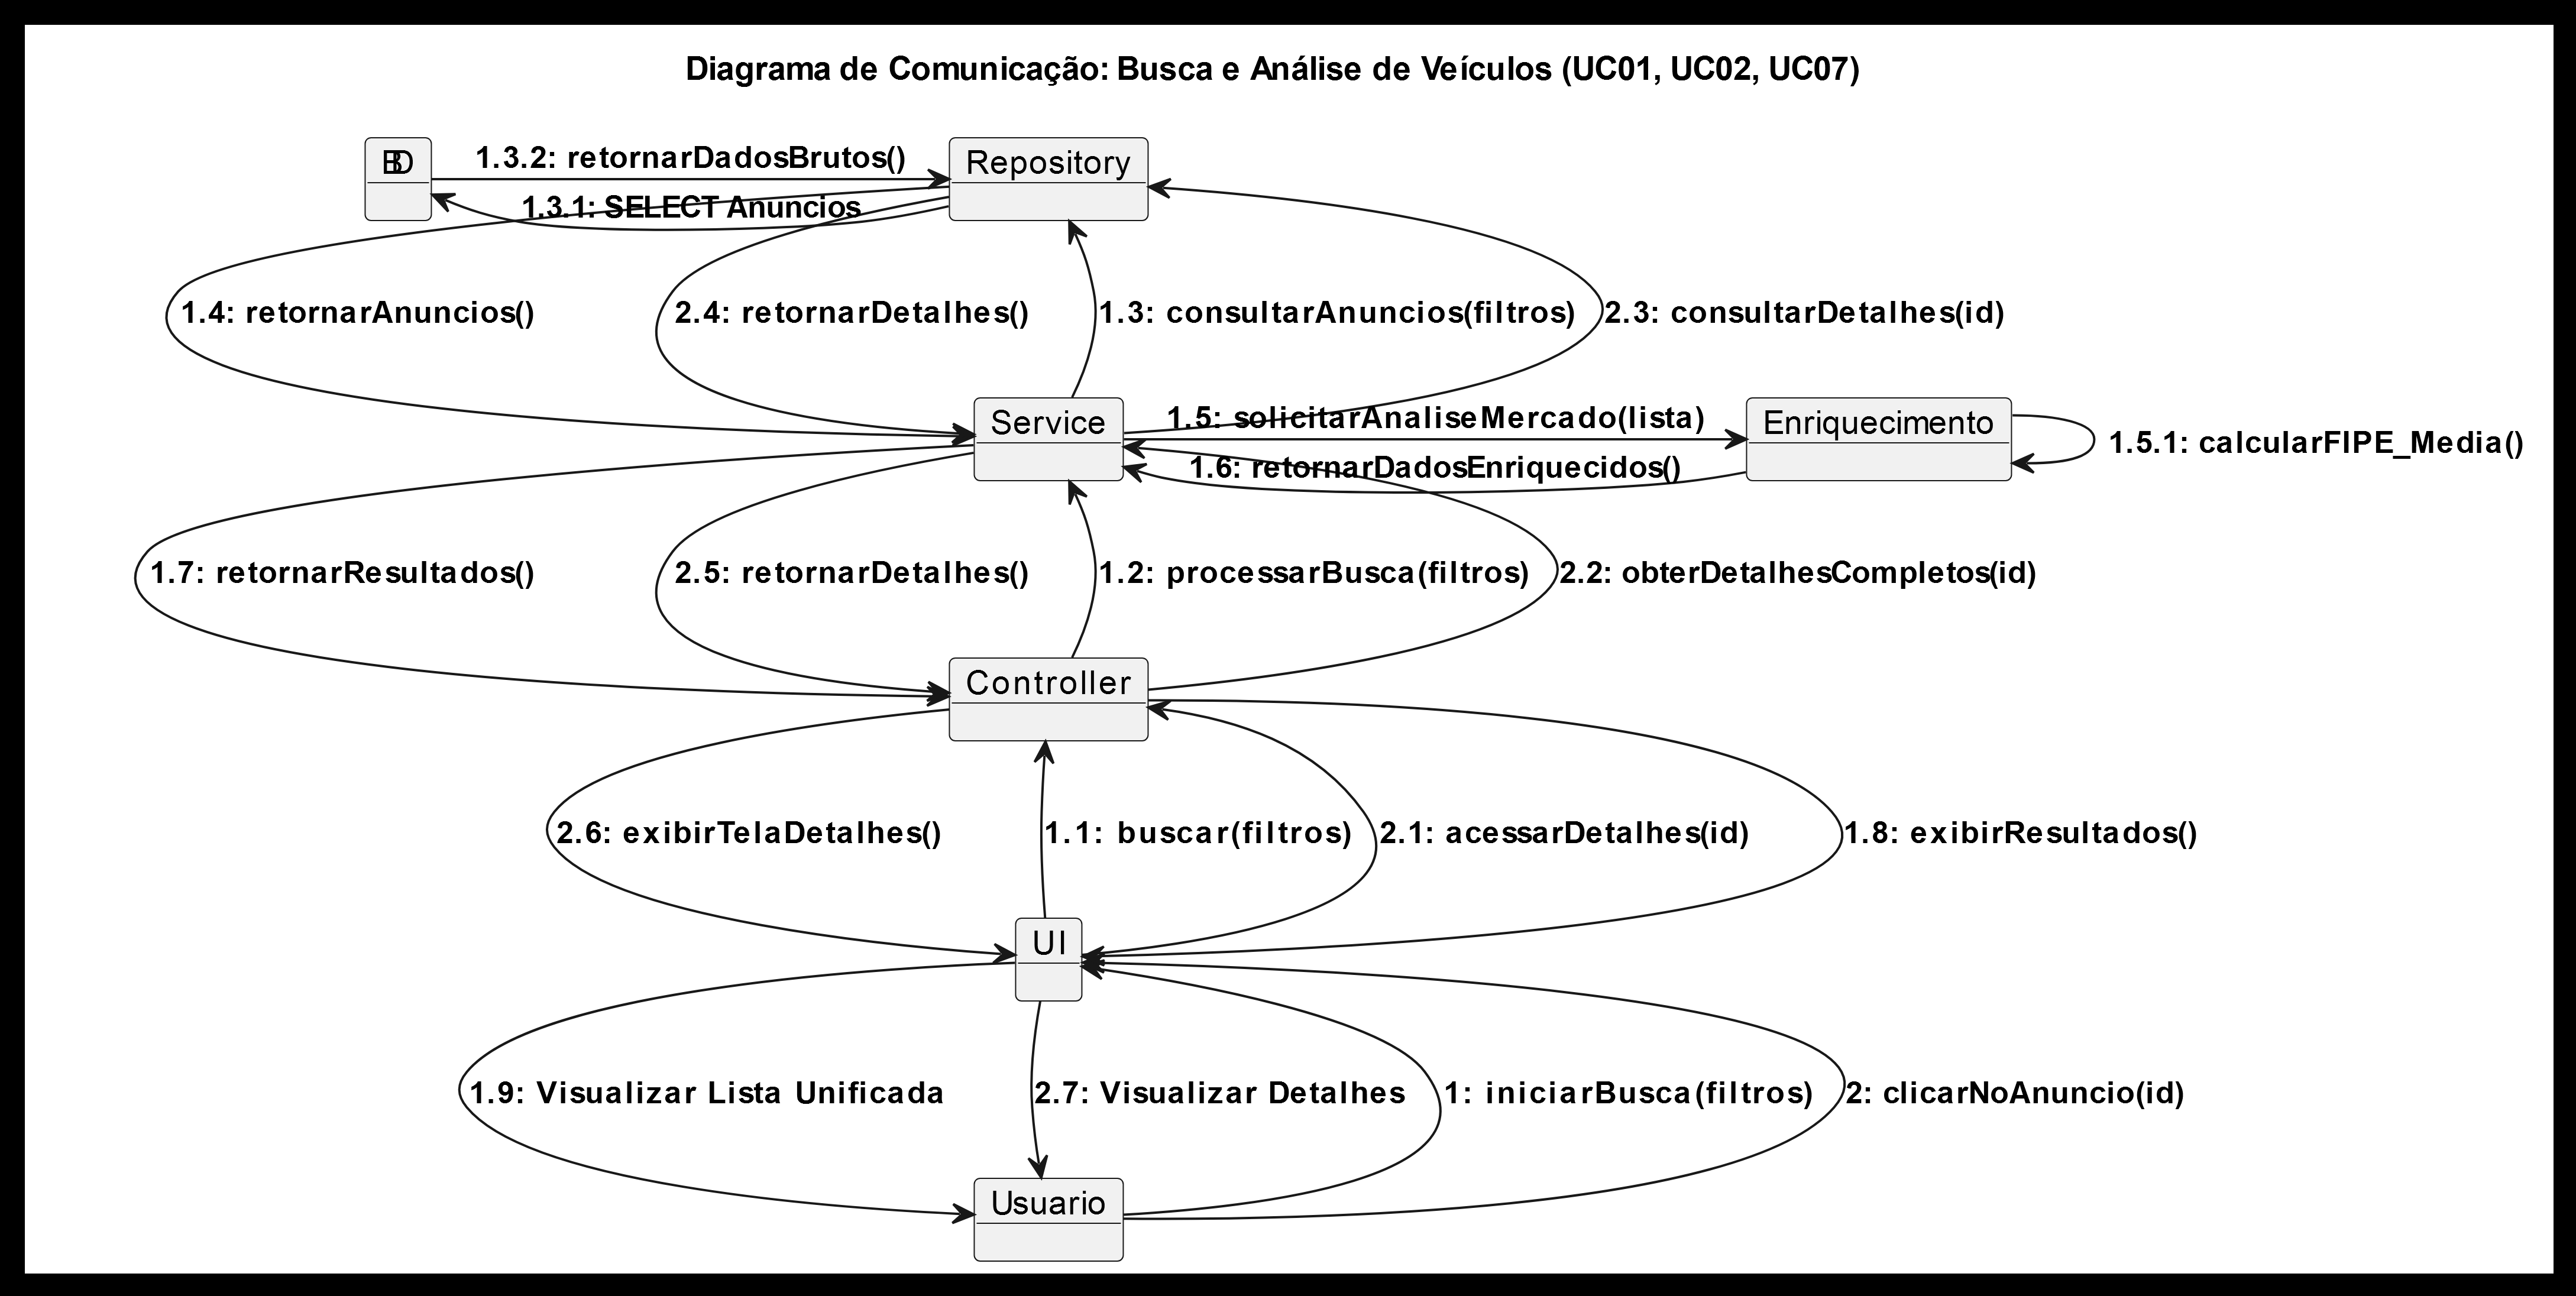 Diagrama de Comunicação: Busca e Análise de Veículos (UC01, UC02, UC07)
BD
1.3.2: retornarDadosBrutos()
Repository
1.3.1: SELECT Anuncios
1.4: retornarAnuncios()
2.4: retornarDetalhes()
1.3: consultarAnuncios(filtros)
2.3: consultarDetalhes(id)
Service
1.5: solicitarAnaliseMercado(lista)
Enriquecimento
1.5.1: calcularFIPE_Media()
1.6: retornarDadosEnriquecidos()
1.7: retornarResultados()
2.5: retornarDetalhes()
1.2: processarBusca(filtros)
2.2: obterDetalhesCompletos(id)
Controller
2.6: exibirTelaDetalhes()
1.1: buscar(filtros)
2.1: acessarDetalhes(id)
1.8: exibirResultados()
UI
1.9: Visualizar Lista Unificada
2.7: Visualizar Detalhes
1: iniciarBusca(filtros)
2: clicarNoAnuncio(id)
Usuario